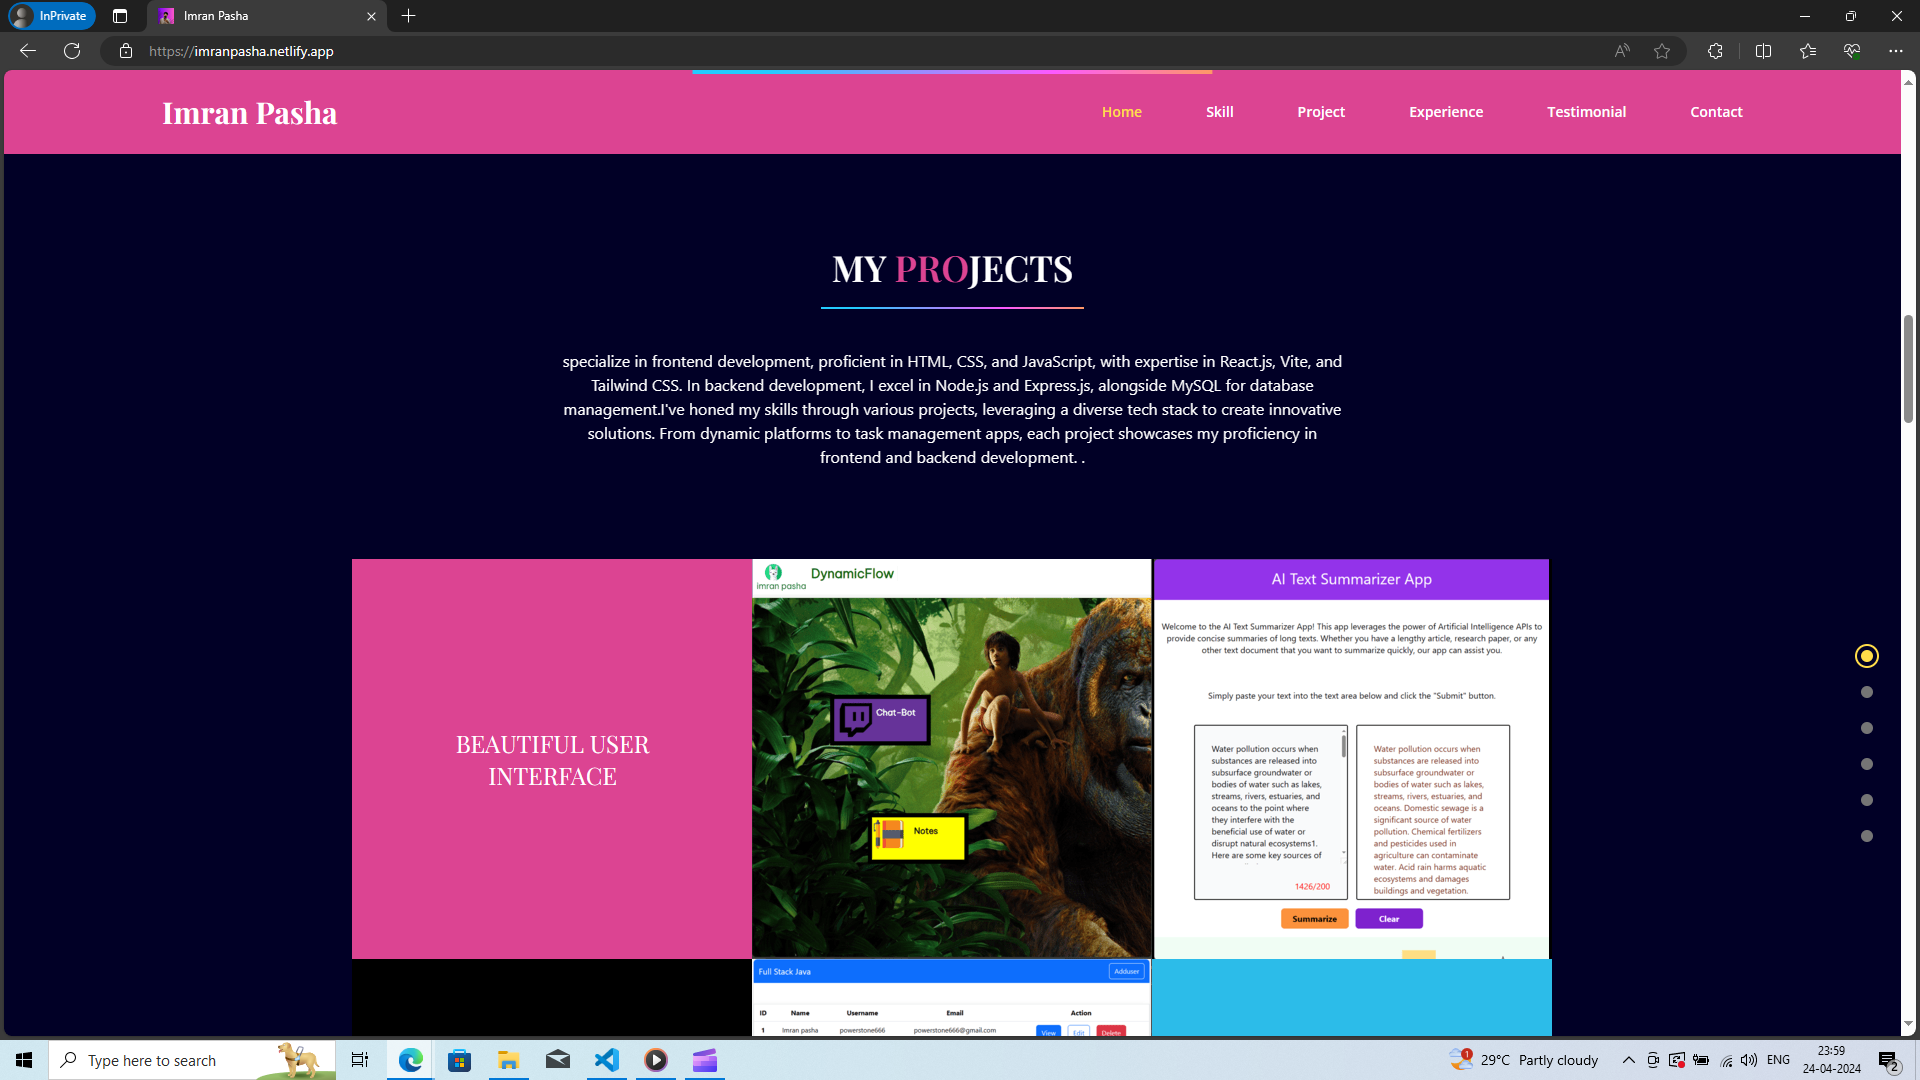 InPrivate
Imran Pasha
https://imranpasha.netlify.app
Imran Pasha
Home Skill Project Experience Testimonial Contact
MY PROJECTS
specialize in frontend development, proficient in HTML, CSS, and JavaScript, with expertise in React.js, Vite, and
Tailwind CSS. In backend development, I excel in Node.js and Express.js, alongside MySQL for database
management.I've honed my skills through various projects, leveraging a diverse tech stack to create innovative
solutions. From dynamic platforms to task management apps, each project showcases my proficiency in
frontend and backend development. .
BEAUTIFUL USER
INTERFACE
imran pasha
DynamicFlow
Chat-Bot
Notes
AI Text Summarizer App
Welcome to the AI Text Summarizer App! This app leverages the power of Artificial Intelligence APIs to
provide concise summaries of long texts. Whether you have a lengthy article, research paper, or any
other text document that you want to summarize quickly, our app can assist you.
Simply paste your text into the text area below and click the "Submit" button.
Water pollution occurs when
substances are released into
subsurface groundwater or
bodies of water such as lakes,
streams, rivers, estuaries, and
oceans to the point where
they interfere with the
beneficial use of water or
disrupt natural ecosystems1.
Here are some key sources of
1426/200
Water pollution occurs when
substances are released into
subsurface groundwater or
bodies of water such as lakes,
streams, rivers, estuaries, and
oceans. Domestic sewage is a
significant source of water
pollution. Chemical fertilizers
and pesticides used in
agriculture can contaminate
water. Acid rain harms aquatic
ecosystems and damages
buildings and vegetation.
Summarize Clear
Full Stack Java Adduser
ID Name Username Email Action
1 Imran pasha powerstone666 powerstone666@gmail.com View Edit Delete
Type here to search
1
29°C Partly cloudy
ENG
23:59
24-04-2024
2